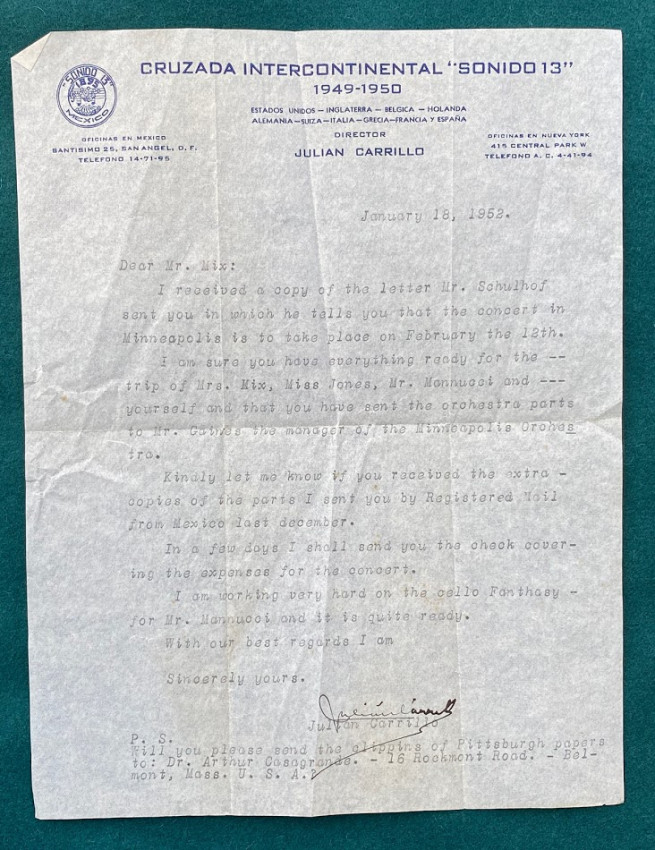 "SONIDO 13"
1895
MEXICO
CRUZADA INTERCONTINENTAL "SONIDO 13"
1949-1950
ESTADOS UNIDOS—INGLATERRA—BELGICA—HOLANDA
ALEMANIA—SUIZA—ITALIA—GRECIA—FRANCIA Y ESPAÑA
DIRECTOR
JULIAN CARRILLO
OFICINAS EN MEXICO
SANTISIMO 25, SAN ANGEL, D. F.
TELEFONO 14-71-95
OFICINAS EN NUEVA YORK
415 CENTRAL PARK W
TELEFONO A. C. 4-41-94
January 18, 1952.
Dear Mr. Mix:
I received a copy of the letter Mr. Schulhof
sent you in which he tells you that the concert in
Minneapolis is to take place on February the 12th.
I am sure you have everything ready for the --
trip of Mrs. Mix, Miss Jones, Mr. Mannucci and ---
yourself and that you have sent the orchestra parts
to Mr. Gaines the manager of the Minneapolis Orches
tra.
Kindly let me know if you received the extra -
copies of the parts I sent you by Registered Mail
from Mexico last december.
In a few days I shall send you the check cover-
ing the expenses for the concert.
I am working very hard on the cello Fanthasy -
for Mr. Mannucci and it is quite ready.
With our best regards I am
Sincerely yours.
Julián Carrillo
Julian Carrillo
P. S.
Will you please send the clippins of Pittsburgh papers
to: Dr. Arthur Casagrande. - 16 Rockmont Road. - Bel-
mont, Mass. U. S. A.?